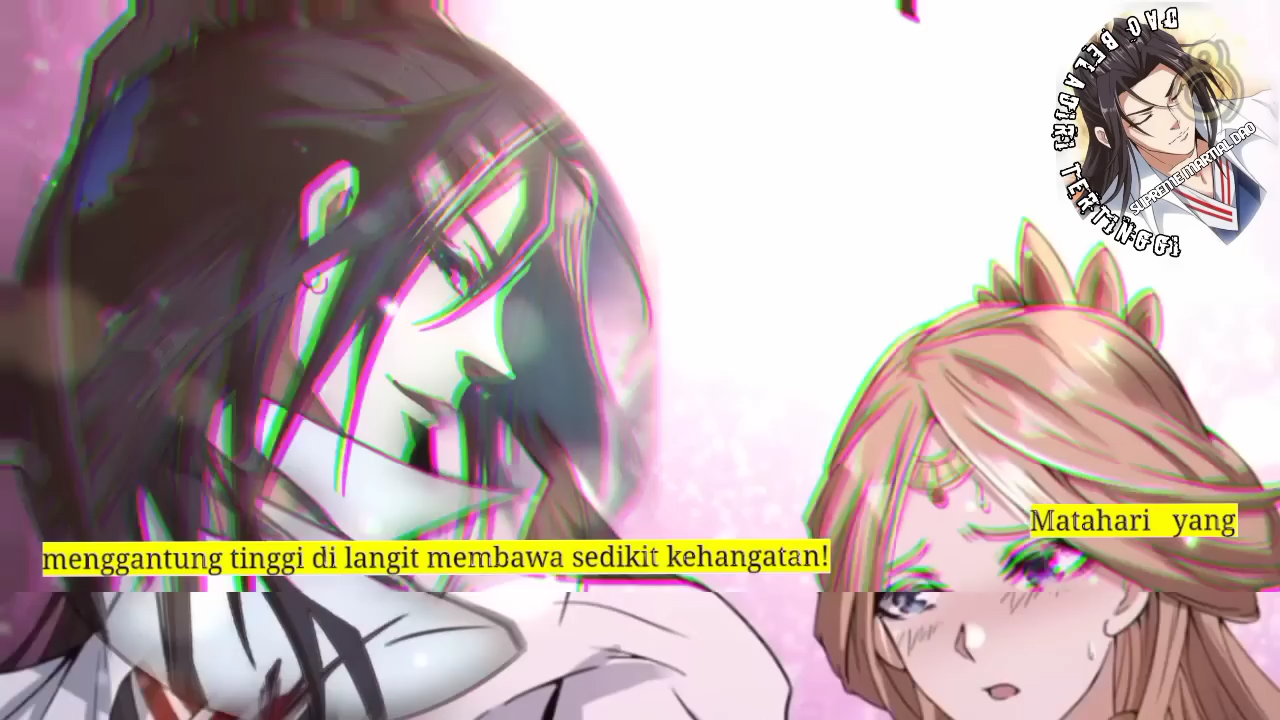 DAO BELADIRI TERTINGGI
SUPREME MARTIAL DAO
Matahari yang
menggantung tinggi di langit membawa sedikit kehangatan!